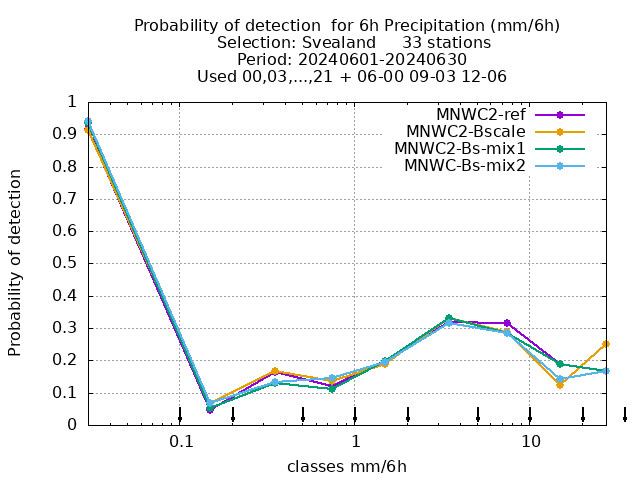 Probability of detection  for 6h Precipitation (mm/6h)
Selection: Svealand     33 stations
Period: 20240601-20240630
Used 00,03,...,21 + 06-00 09-03 12-06
MNWC2-ref
MNWC2-Bscale
MNWC2-Bs-mix1
MNWC-Bs-mix2
Probability of detection
1
0.9
0.8
0.7
0.6
0.5
0.4
0.3
0.2
0.1
0
0.1 1 10
classes mm/6h